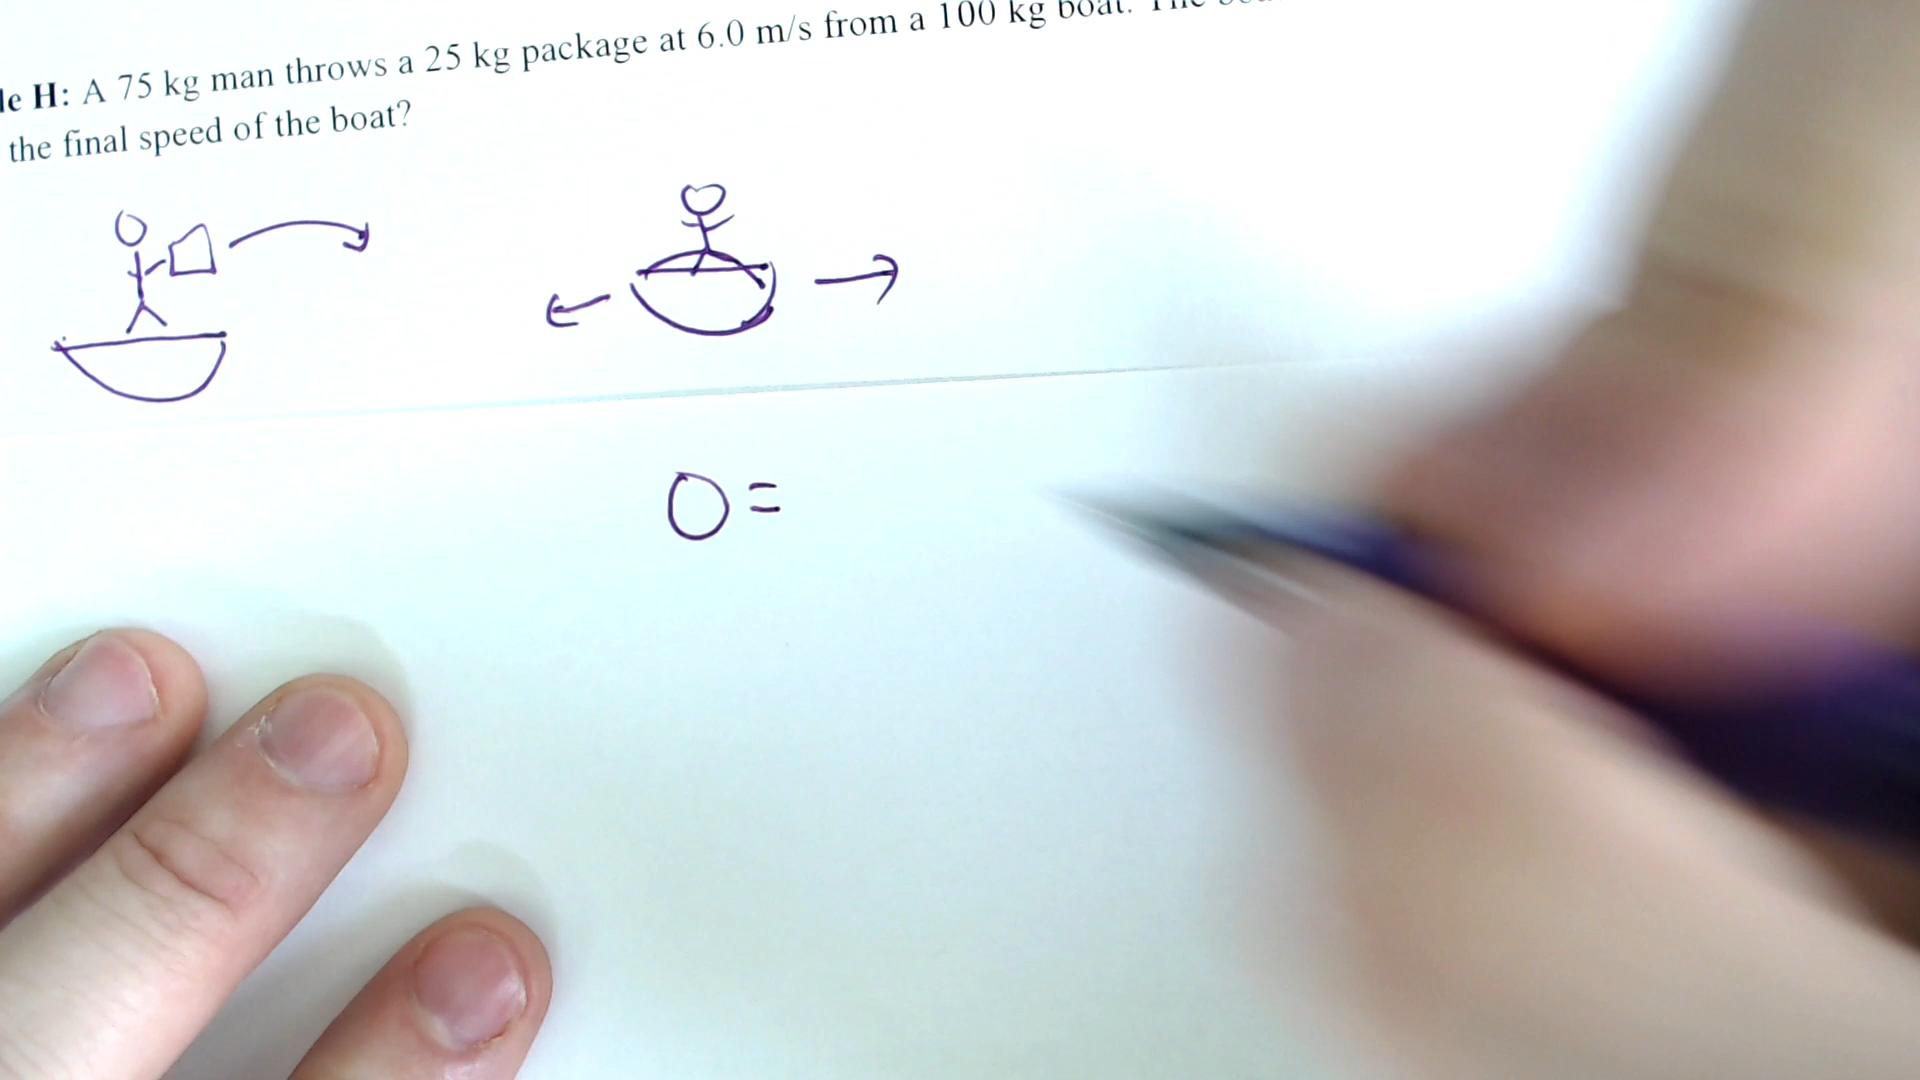 H: A 75 kg man throws a 25 kg package at 6.0 m/s from a 100 kg boat. The
the final speed of the boat?
0 =